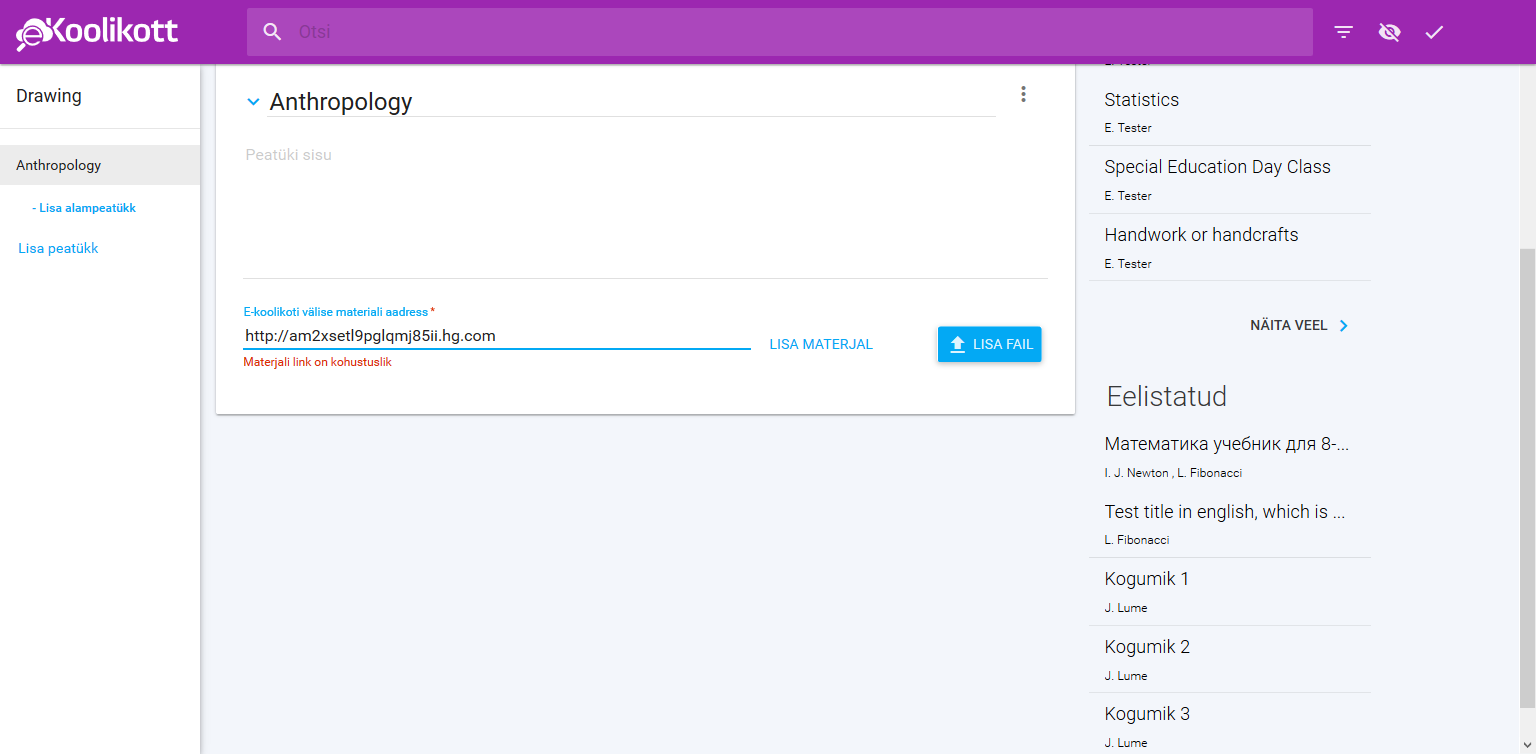 eKoolikott
Otsi
Drawing
Anthropology
- Lisa alampeatükk
Lisa peatükk
Anthropology
Peatüki sisu
E-koolikoti välise materiali aadress *
http://am2xsetl9pglqmj85ii.hg.com
Materjali link on kohustuslik
LISA MATERJAL
LISA FAIL
E. Tester
Statistics
E. Tester
Special Education Day Class
E. Tester
Handwork or handcrafts
E. Tester
NÄITA VEEL
Eelistatud
Математика учебник для 8-...
I. J. Newton , L. Fibonacci
Test title in english, which is ...
L. Fibonacci
Kogumik 1
J. Lume
Kogumik 2
J. Lume
Kogumik 3
J. Lume